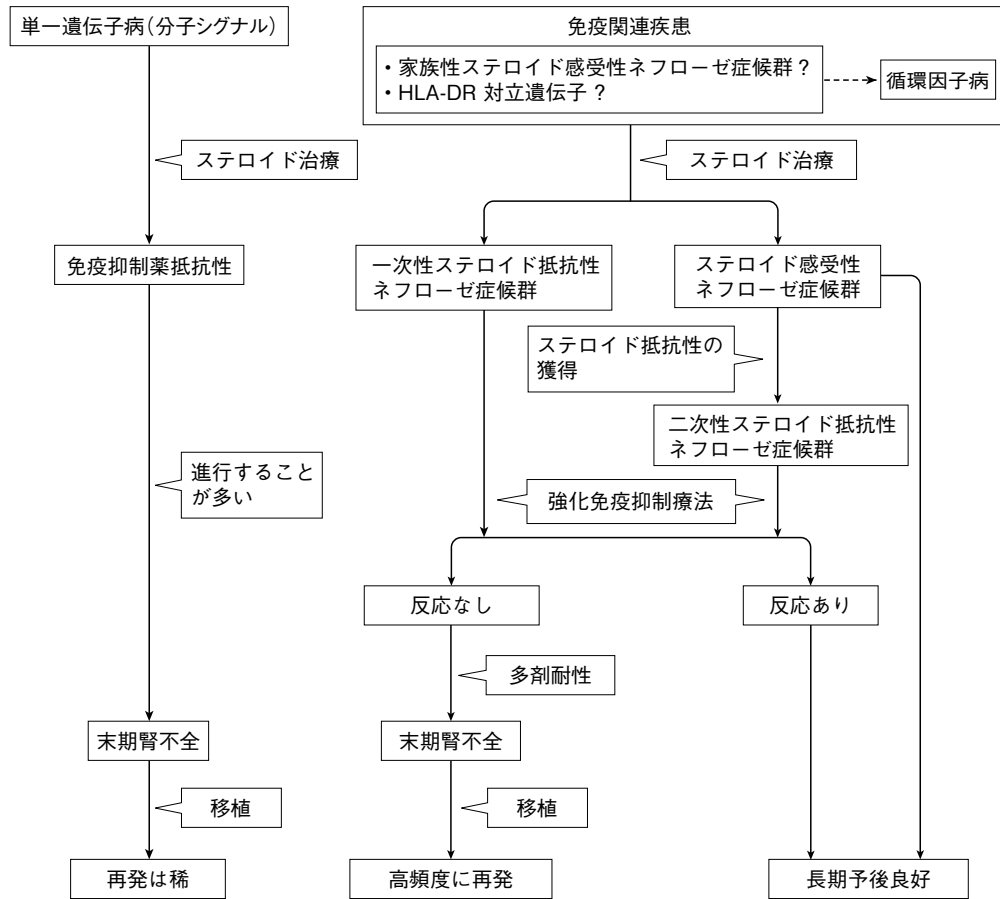 単一遺伝子病（分子シグナル）
免疫関連疾患
・家族性ステロイド感受性ネフローゼ症候群？
・HLA-DR 対立遺伝子？
循環因子病
ステロイド治療
ステロイド治療
免疫抑制薬抵抗性
一次性ステロイド抵抗性
ネフローゼ症候群
ステロイド感受性
ネフローゼ症候群
ステロイド抵抗性の
獲得
二次性ステロイド抵抗性
ネフローゼ症候群
進行すること
が多い
強化免疫抑制療法
反応なし
反応あり
多剤耐性
末期腎不全
末期腎不全
移植
移植
再発は稀
高頻度に再発
長期予後良好